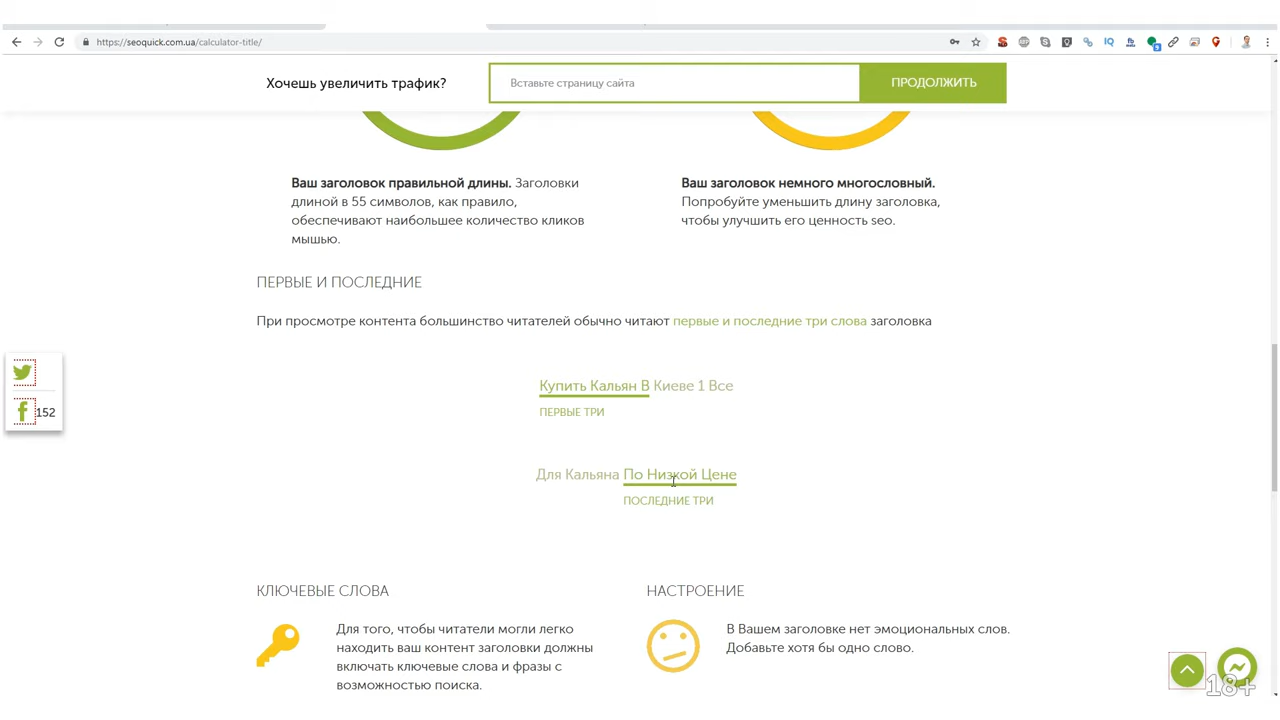 https://seoquick.com.ua/calculator-title/
Хочешь увеличить трафик?
Вставьте страницу сайта
ПРОДОЛЖИТЬ
Ваш заголовок правильной длины. Заголовки
длиной в 55 символов, как правило,
обеспечивают наибольшее количество кликов
мышью.
Ваш заголовок немного многословный.
Попробуйте уменьшить длину заголовка,
чтобы улучшить его ценность seo.
ПЕРВЫЕ И ПОСЛЕДНИЕ
При просмотре контента большинство читателей обычно читают первые и последние три слова заголовка
Купить Кальян В Киеве 1 Все
ПЕРВЫЕ ТРИ
152
Для Кальяна По Низкой Цене
ПОСЛЕДНИЕ ТРИ
КЛЮЧЕВЫЕ СЛОВА
Для того, чтобы читатели могли легко
находить ваш контент заголовки должны
включать ключевые слова и фразы с
возможностью поиска.
НАСТРОЕНИЕ
В Вашем заголовке нет эмоциональных слов.
Добавьте хотя бы одно слово.
18+